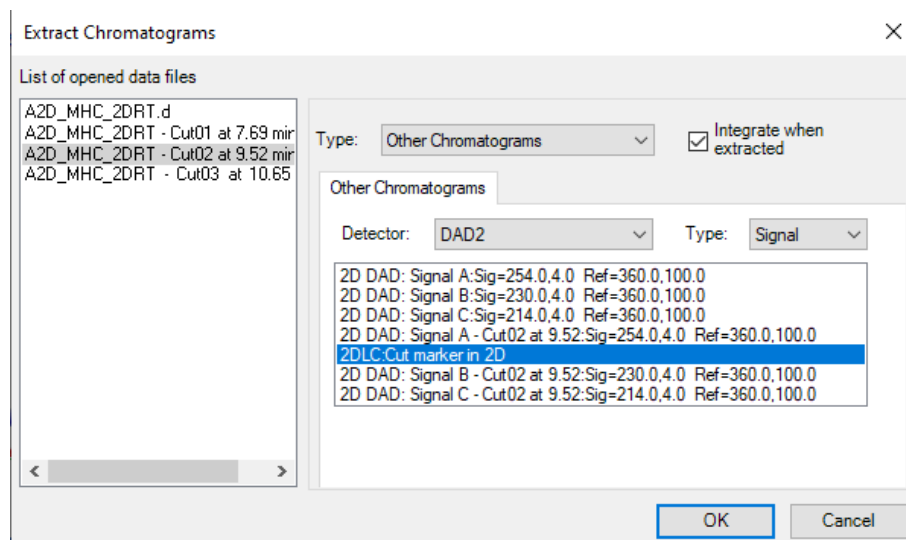 Extract Chromatograms
List of opened data files
A2D_MHC_2DRT.d
A2D_MHC_2DRT - Cut01 at 7.69 mir
A2D_MHC_2DRT - Cut02 at 9.52 mir
A2D_MHC_2DRT - Cut03 at 10.65
Type: Other Chromatograms
Integrate when
extracted
Other Chromatograms
Detector: DAD2 Type: Signal
2D DAD: Signal A:Sig=254.0,4.0 Ref=360.0,100.0
2D DAD: Signal B:Sig=230.0,4.0 Ref=360.0,100.0
2D DAD: Signal C:Sig=214.0,4.0 Ref=360.0,100.0
2D DAD: Signal A - Cut02 at 9.52:Sig=254.0,4.0 Ref=360.0,100.0
2DLC:Cut marker in 2D
2D DAD: Signal B - Cut02 at 9.52:Sig=230.0,4.0 Ref=360.0,100.0
2D DAD: Signal C - Cut02 at 9.52:Sig=214.0,4.0 Ref=360.0,100.0
OK Cancel